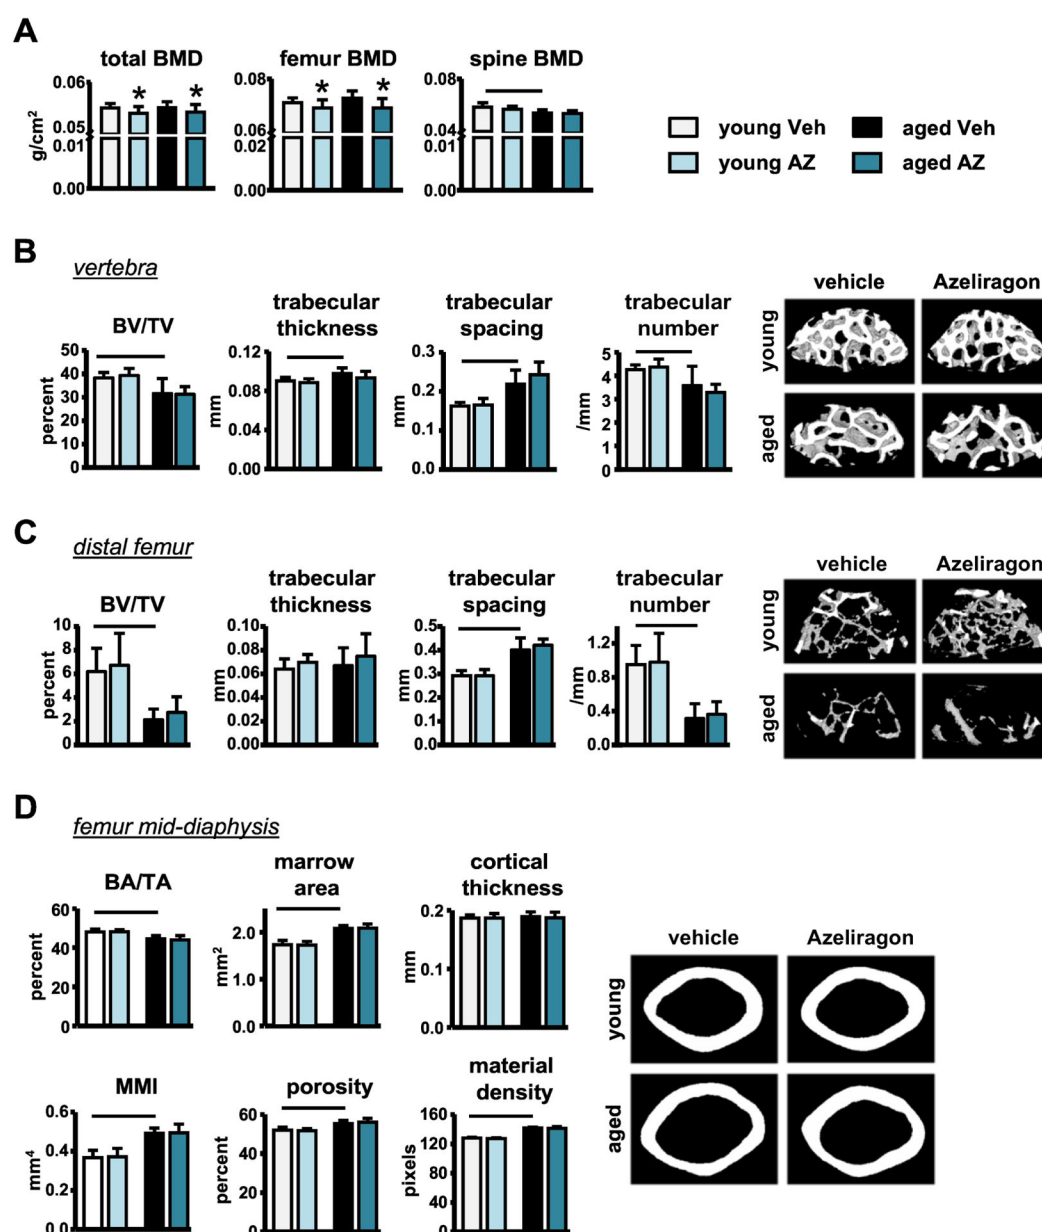 A
total BMD
femur BMD
spine BMD
* *
* *
g/cm²
0.06
0.05
0.01
0.00
0.08
0.06
0.02
0.00
0.08
0.04
0.01
0.00
young Veh
aged Veh
young AZ
aged AZ
B
vertebra
vehicle
Azeliragon
BV/TV
trabecular
thickness
trabecular
spacing
trabecular
number
percent
50
40
30
20
10
0
mm
0.12
0.08
0.04
0.00
mm
0.3
0.2
0.1
0.0
/mm
5
4
3
2
1
0
young
aged
C
distal femur
vehicle
Azeliragon
BV/TV
trabecular
thickness
trabecular
spacing
trabecular
number
percent
10
8
6
4
2
0
mm
0.10
0.08
0.06
0.04
0.02
0.00
mm
0.5
0.4
0.3
0.2
0.1
0.0
/mm
1.2
0.8
0.4
0.0
young
aged
D
femur mid-diaphysis
BA/TA
marrow
area
cortical
thickness
percent
60
40
20
0
mm²
2.0
1.0
0.0
mm
0.2
0.1
0.0
vehicle
Azeliragon
young
aged
MMI
porosity
material
density
mm⁴
0.6
0.4
0.2
0.0
percent
60
40
20
0
pixels
160
120
80
40
0